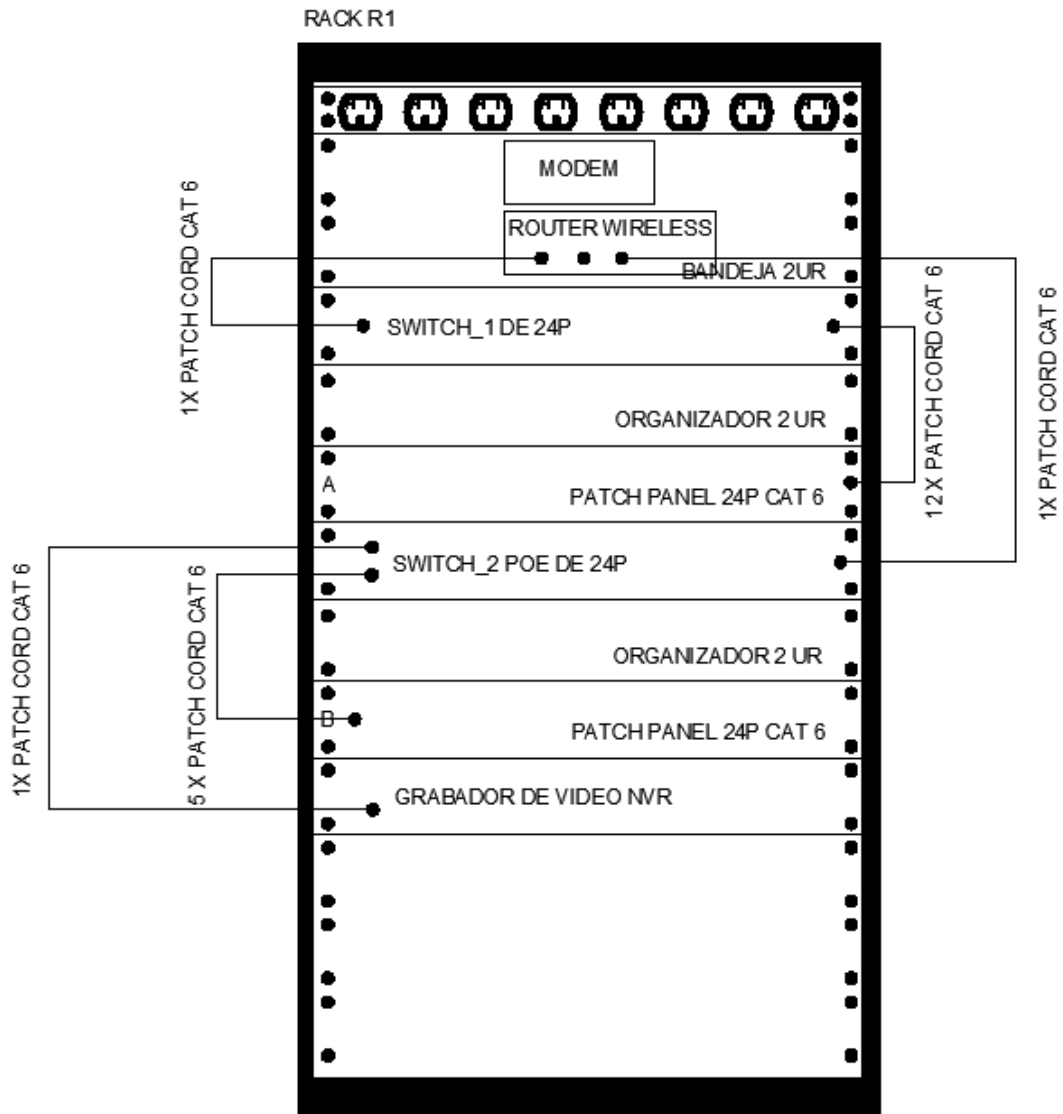 RACK R1
MODEM
ROUTER WIRELESS
BANDEJA 2UR
1X PATCH CORD CAT 6
SWITCH_1 DE 24P
12X PATCH CORD CAT 6
1X PATCH CORD CAT 6
ORGANIZADOR 2 UR
A
PATCH PANEL 24P CAT 6
SWITCH_2 POE DE 24P
1X PATCH CORD CAT 6
5 X PATCH CORD CAT 6
ORGANIZADOR 2 UR
B
PATCH PANEL 24P CAT 6
GRABADOR DE VIDEO NVR